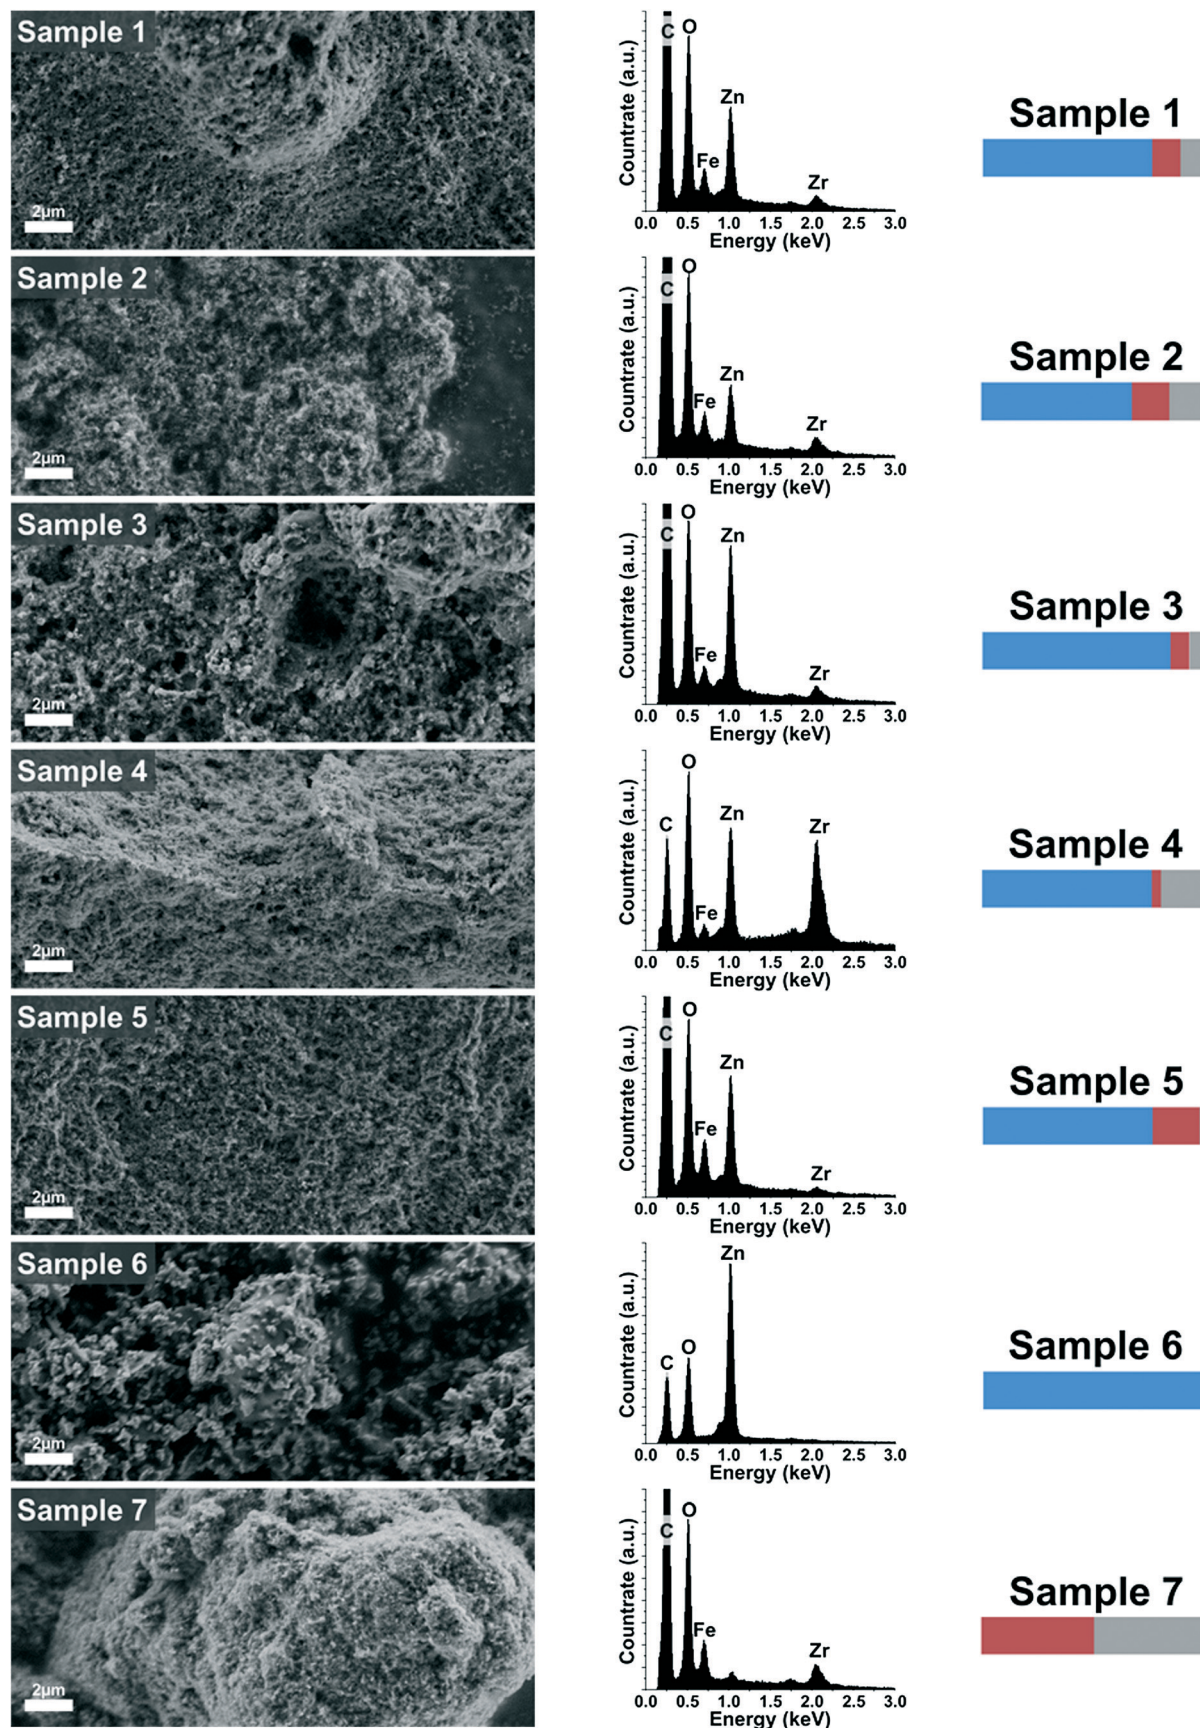 Sample 1
2μm
Countrate (a.u.)
C
O
Fe
Zn
Zr
0.0 0.5 1.0 1.5 2.0 2.5 3.0
Energy (keV)
Sample 1
Sample 2
2μm
Countrate (a.u.)
C
O
Fe
Zn
Zr
0.0 0.5 1.0 1.5 2.0 2.5 3.0
Energy (keV)
Sample 2
Sample 3
2μm
Countrate (a.u.)
C
O
Fe
Zn
Zr
0.0 0.5 1.0 1.5 2.0 2.5 3.0
Energy (keV)
Sample 3
Sample 4
2μm
Countrate (a.u.)
C
O
Fe
Zn
Zr
0.0 0.5 1.0 1.5 2.0 2.5 3.0
Energy (keV)
Sample 4
Sample 5
2μm
Countrate (a.u.)
C
O
Fe
Zn
Zr
0.0 0.5 1.0 1.5 2.0 2.5 3.0
Energy (keV)
Sample 5
Sample 6
2μm
Countrate (a.u.)
C
O
Zn
0.0 0.5 1.0 1.5 2.0 2.5 3.0
Energy (keV)
Sample 6
Sample 7
2μm
Countrate (a.u.)
C
O
Fe
Zr
0.0 0.5 1.0 1.5 2.0 2.5 3.0
Energy (keV)
Sample 7